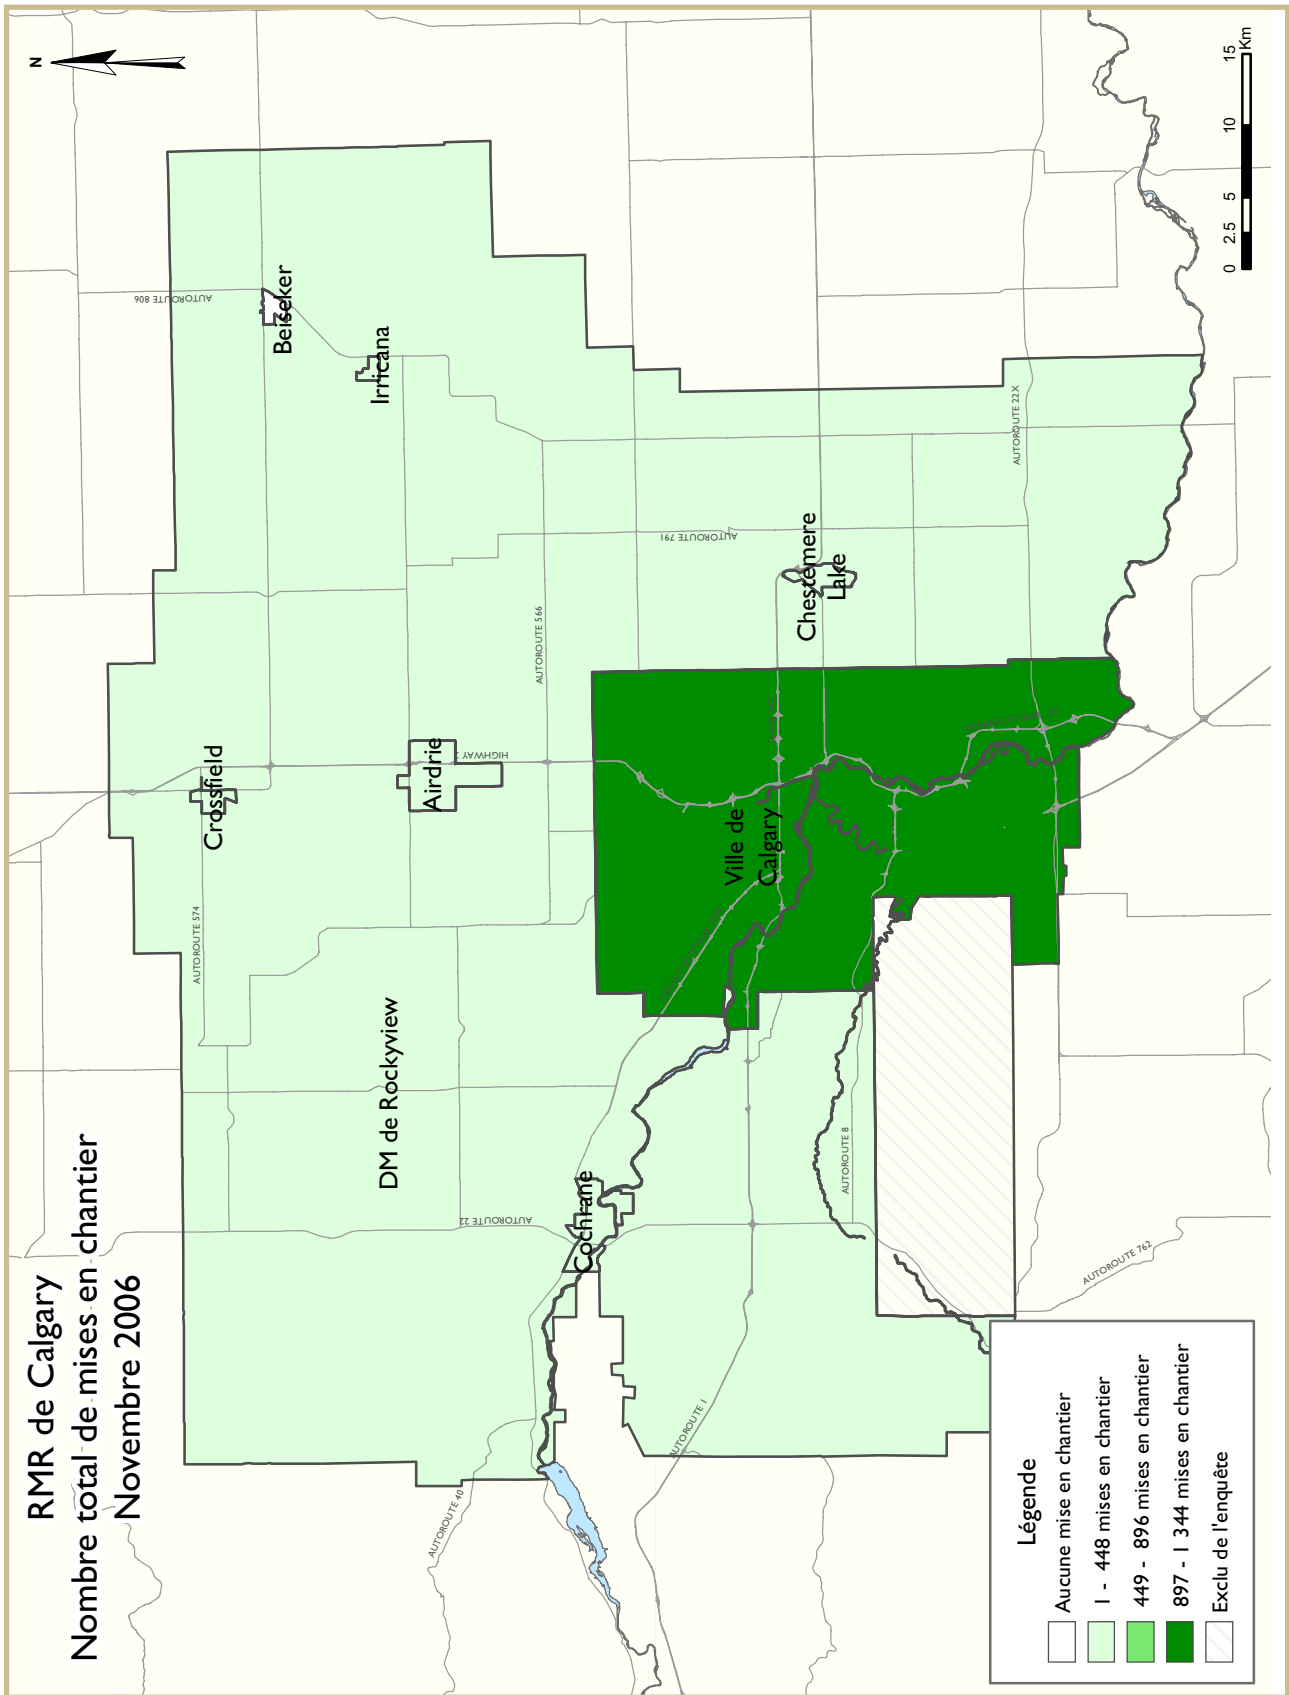 RMR de Calgary
Nombre total de mises en chantier
Novembre 2006
N
AUTOROUTE 806
Beiseker
Irricana
Crossfield
AUTOROUTE 574
Airdrie
HIGHWAY
AUTOROUTE 566
DM de Rockyview
AUTOROUTE 791
Chestemere
Lake
AUTOROUTE 22X
Ville de
Calgary
AUTOROUTE 22
Cochrane
AUTOROUTE 8
AUTOROUTE 40
AUTOROUTE 1
AUTOROUTE 762
Légende
Aucune mise en chantier
1 - 448 mises en chantier
449 - 896 mises en chantier
897 - 1 344 mises en chantier
Exclu de l'enquête
0 2.5 5 10 15
Km